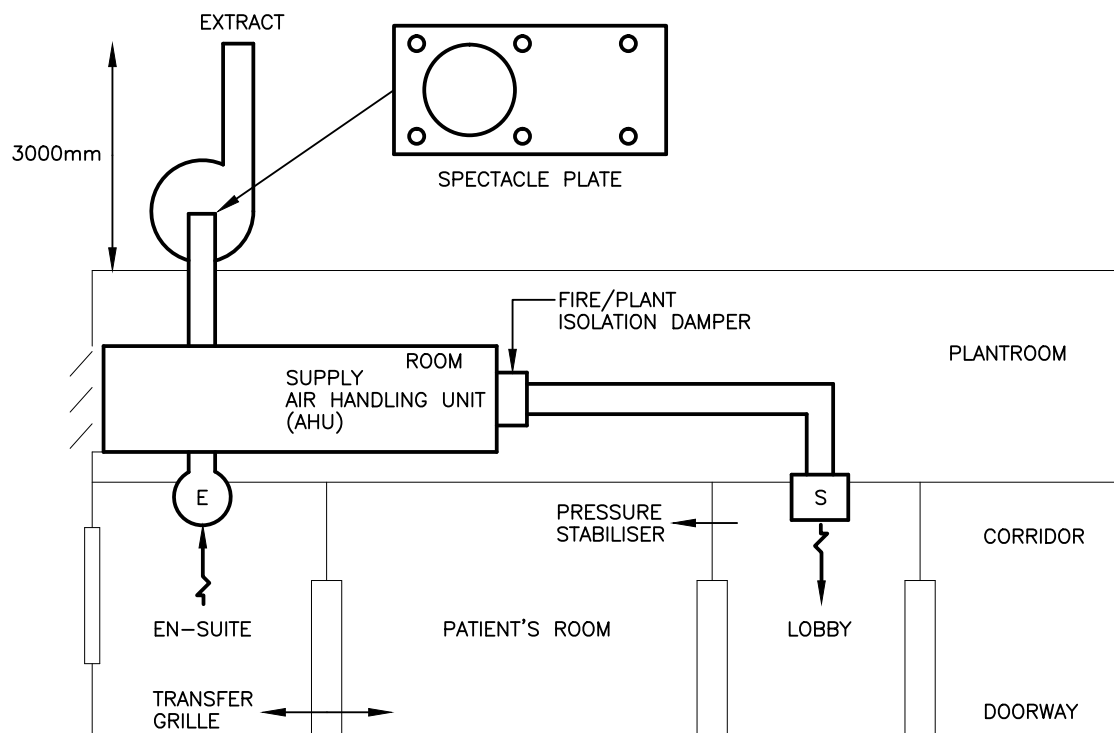 EXTRACT
3000mm
SPECTACLE PLATE
FIRE/PLANT
ISOLATION DAMPER
PLANTROOM
ROOM
SUPPLY
AIR HANDLING UNIT
(AHU)
E
S
PRESSURE
STABILISER
CORRIDOR
EN-SUITE
PATIENT'S ROOM
LOBBY
TRANSFER
GRILLE
DOORWAY